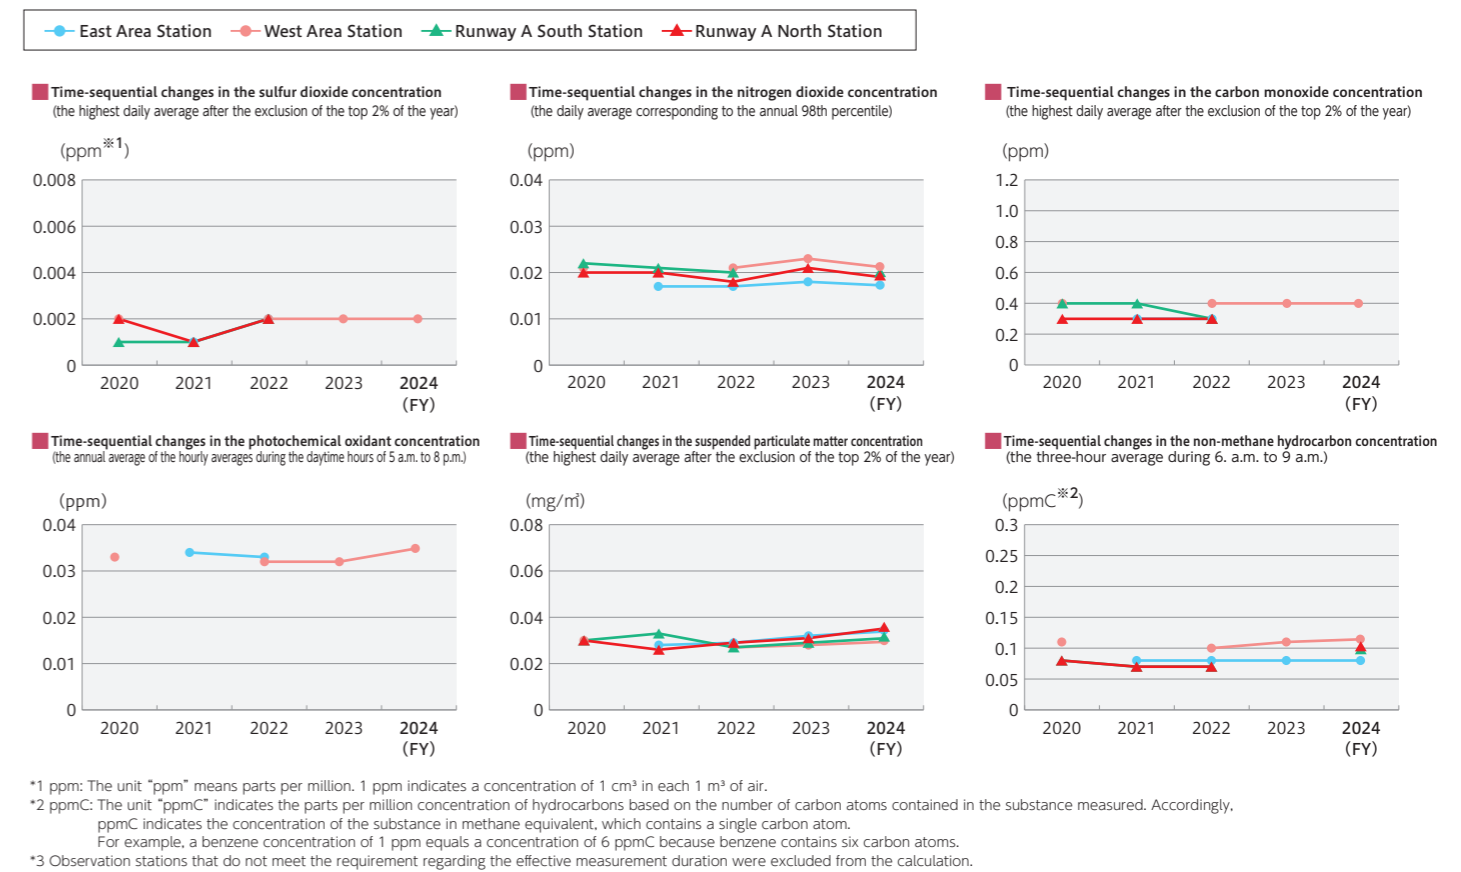 East Area Station West Area Station Runway A South Station Runway A North Station
Time-sequential changes in the sulfur dioxide concentration
(the highest daily average after the exclusion of the top 2% of the year)
(ppm※1)
0.008
0.006
0.004
0.002
0
2020 2021 2022 2023 2024
(FY)
Time-sequential changes in the nitrogen dioxide concentration
(the daily average corresponding to the annual 98th percentile)
(ppm)
0.04
0.03
0.02
0.01
0
2020 2021 2022 2023 2024
(FY)
Time-sequential changes in the carbon monoxide concentration
(the highest daily average after the exclusion of the top 2% of the year)
(ppm)
1.2
1.0
0.8
0.6
0.4
0.2
0
2020 2021 2022 2023 2024
(FY)
Time-sequential changes in the photochemical oxidant concentration
(the annual average of the hourly averages during the daytime hours of 5 a.m. to 8 p.m.)
(ppm)
0.04
0.03
0.02
0.01
0
2020 2021 2022 2023 2024
(FY)
Time-sequential changes in the suspended particulate matter concentration
(the highest daily average after the exclusion of the top 2% of the year)
(mg/㎥)
0.08
0.06
0.04
0.02
0
2020 2021 2022 2023 2024
(FY)
Time-sequential changes in the non-methane hydrocarbon concentration
(the three-hour average during 6. a.m. to 9 a.m.)
(ppmC※2)
0.3
0.25
0.2
0.15
0.1
0.05
0
2020 2021 2022 2023 2024
(FY)
*1 ppm: The unit "ppm" means parts per million. 1 ppm indicates a concentration of 1 cm³ in each 1 m³ of air.
*2 ppmC: The unit "ppmC" indicates the parts per million concentration of hydrocarbons based on the number of carbon atoms contained in the substance measured. Accordingly,
ppmC indicates the concentration of the substance in methane equivalent, which contains a single carbon atom.
For example, a benzene concentration of 1 ppm equals a concentration of 6 ppmC because benzene contains six carbon atoms.
*3 Observation stations that do not meet the requirement regarding the effective measurement duration were excluded from the calculation.